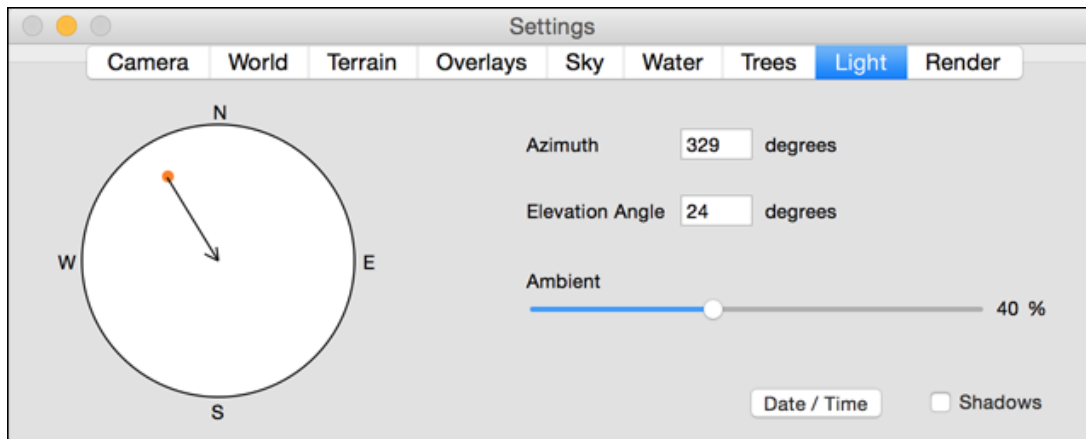 Settings
Camera World Terrain Overlays Sky Water Trees Light Render
N
Azimuth 329 degrees
Elevation Angle 24 degrees
W E
Ambient
40 %
S
Date / Time Shadows